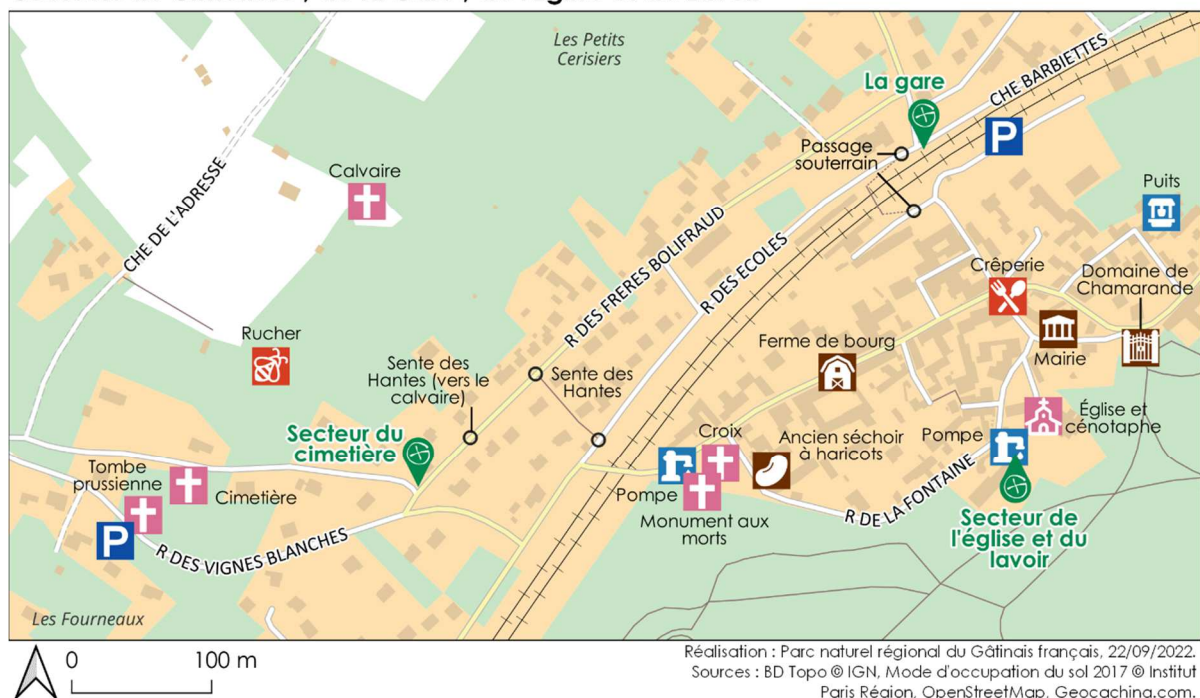 Les Petits
Cerisiers
La gare
CHE BARBIETTES
P
Passage
souterrain
Calvaire
Puits
CHE DE L'ADRESSE
R DES FRERES BOLIFRAUD
R DES ECOLES
Crêperie
Domaine de
Chamarande
Rucher
Ferme de bourg
Mairie
Sente des
Hantes (vers le
calvaire)
Sente des
Hantes
Église et
cénotaphe
Secteur du
cimetière
Croix
Ancien séchoir
à haricots
Pompe
Tombe
prussienne
Cimetière
Pompe
Monument aux
morts
R DE LA FONTAINE
P
R DES VIGNES BLANCHES
Secteur de
l'église et du
lavoir
Les Fourneaux
0 100 m
Réalisation : Parc naturel régional du Gâtinais français, 22/09/2022.
Sources : BD Topo © IGN, Mode d'occupation du sol 2017 © Institut
Paris Région, OpenStreetMap, Geocaching.com.